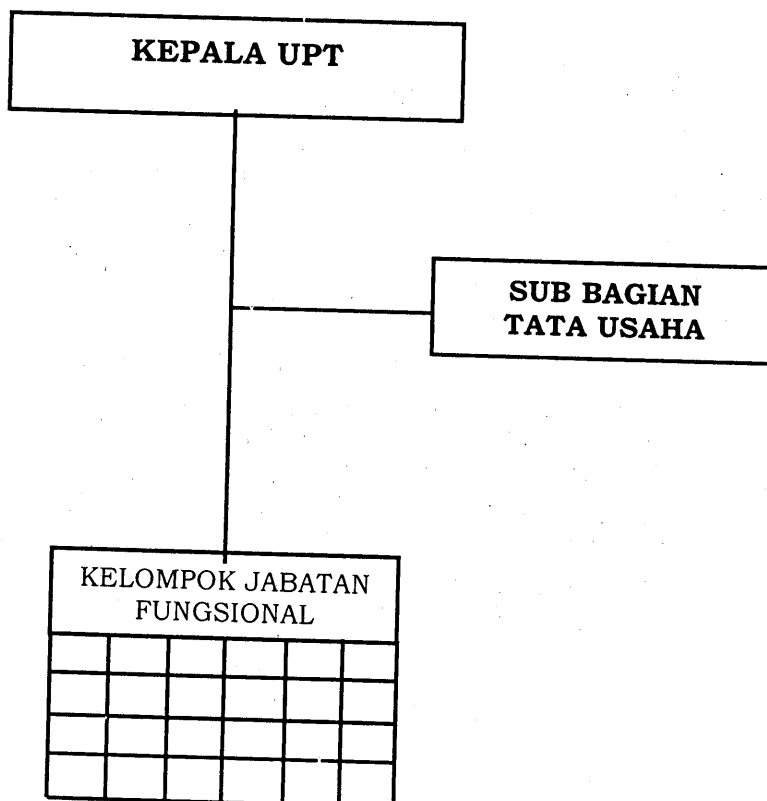 KEPALA UPT
SUB BAGIAN
TATA USAHA
KELOMPOK JABATAN
FUNGSIONAL